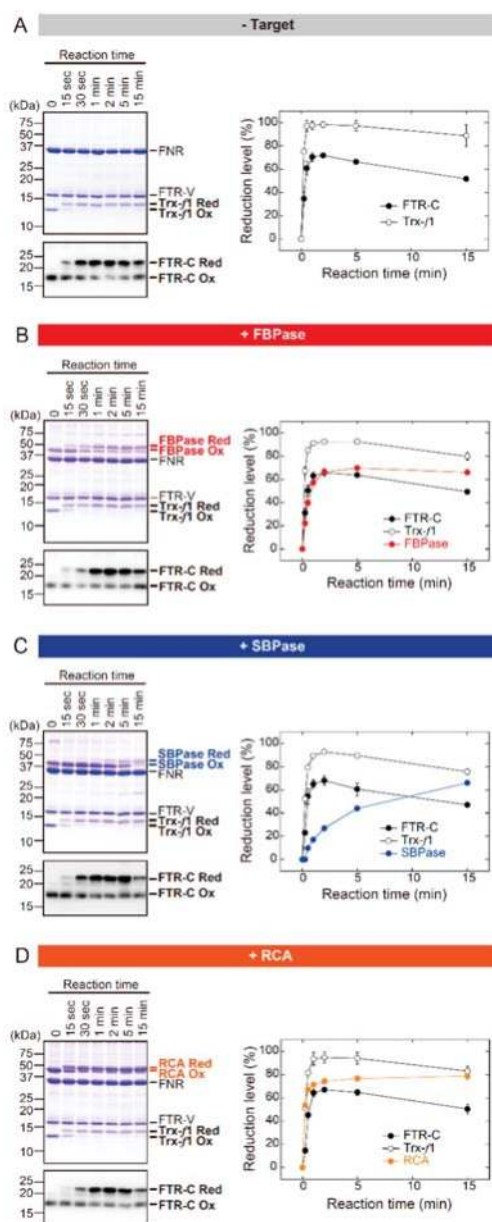 A
- Target
Reaction time
0 15 sec 30 sec 1 min 2 min 5 min 15 min
(kDa)
75
50
37
25
20
15
10
FNR
FTR-V
Trx-f1 Red
Trx-f1 Ox
25
20
15
FTR-C Red
FTR-C Ox
Reduction level (%)
100
80
60
40
20
0
FTR-C
Trx-f1
0 5 10 15
Reaction time (min)
B
+ FBPase
Reaction time
0 15 sec 30 sec 1 min 2 min 5 min 15 min
(kDa)
75
50
37
25
20
15
10
FBPase Red
FBPase Ox
FNR
FTR-V
Trx-f1 Red
Trx-f1 Ox
25
20
15
FTR-C Red
FTR-C Ox
Reduction level (%)
100
80
60
40
20
0
FTR-C
Trx-f1
FBPase
0 5 10 15
Reaction time (min)
C
+ SBPase
Reaction time
0 15 sec 30 sec 1 min 2 min 5 min 15 min
(kDa)
75
50
37
25
20
15
10
SBPase Red
SBPase Ox
FNR
FTR-V
Trx-f1 Red
Trx-f1 Ox
25
20
15
FTR-C Red
FTR-C Ox
Reduction level (%)
100
80
60
40
20
0
FTR-C
Trx-f1
SBPase
0 5 10 15
Reaction time (min)
D
+ RCA
Reaction time
0 15 sec 30 sec 1 min 2 min 5 min 15 min
(kDa)
75
50
37
25
20
15
10
RCA Red
RCA Ox
FNR
FTR-V
Trx-f1 Red
Trx-f1 Ox
25
20
15
FTR-C Red
FTR-C Ox
Reduction level (%)
100
80
60
40
20
0
FTR-C
Trx-f1
RCA
0 5 10 15
Reaction time (min)